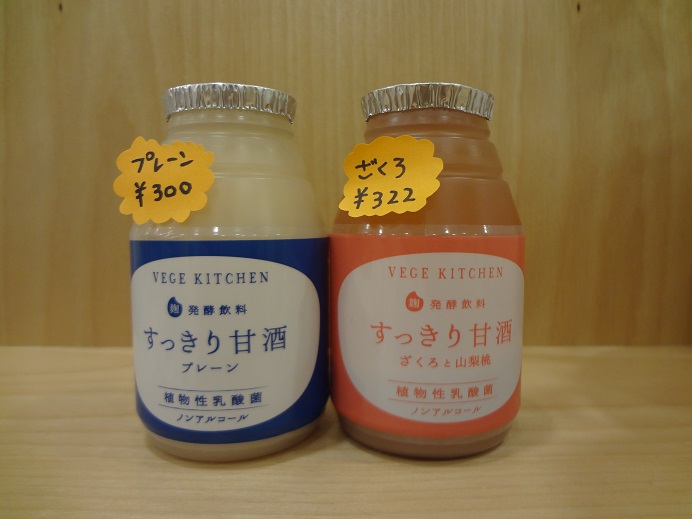 プレーン
¥300
VEGE KITCHEN
麹 発酵飲料
すっきり甘酒
プレーン
植物性乳酸菌
ノンアルコール
ざくろ
¥322
VEGE KITCHEN
麹 発酵飲料
すっきり甘酒
ざくろと山梨桃
植物性乳酸菌
ノンアルコール